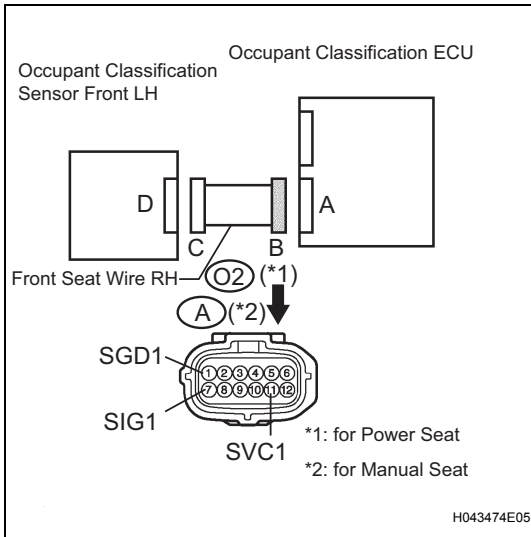 Occupant Classification ECU
Occupant Classification
Sensor Front LH
D
C
B
A
Front Seat Wire RH
O2 (*1)
A (*2)
SGD1
1 2 3 4 5 6
7 8 9 10 11 12
SIG1
SVC1
*1: for Power Seat
*2: for Manual Seat
H043474E05